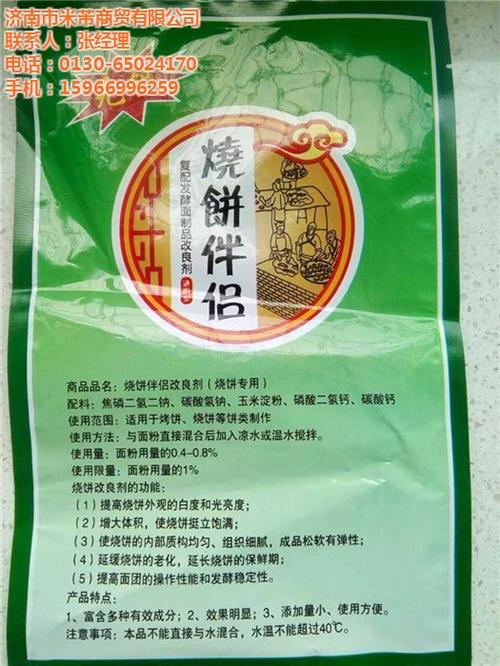 济南市米芾商贸有限公司
联系人：张经理
电话：0130-65024170
手机：15966996259
燒餅伴侣
复配发酵面制品改良剂
商品品名：烧饼伴侣改良剂（烧饼专用）
配料：焦磷二氢二钠、碳酸氢钠、玉米淀粉、磷酸二氢钙、碳酸钙
使用范围：适用于烤饼、烧饼等饼类制作
使用方法：与面粉直接混合后加入凉水或温水搅拌。
使用量：面粉用量的0.4-0.8%
使用限量：面粉用量的1%
烧饼改良剂的功能：
（1）提高烧饼外观的白度和光亮度；
（2）增大体积，使烧饼挺立饱满；
（3）使烧饼的内部质构均匀、组织细腻，成品松软有弹性；
（4）延缓烧饼的老化，延长烧饼的保鲜期；
（5）提高面团的操作性能和发酵稳定性。
产品特点：
1、富含多种有效成分；2、效果明显；3、添加量小、使用方便。
注意事项：本品不能直接与水混合，水温不能超过40℃。